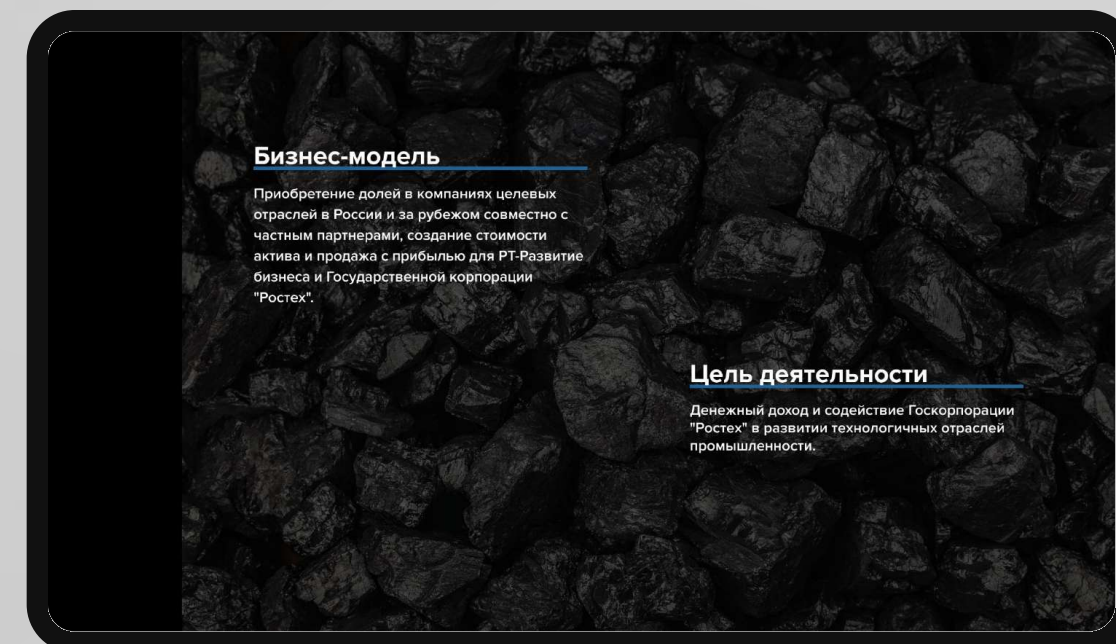 Бизнес-модель
Приобретение долей в компаниях целевых
отраслей в России и за рубежом совместно с
частным партнерами, создание стоимости
актива и продажа с прибылью для РТ-Развитие
бизнеса и Государственной корпорации
"Ростех".
Цель деятельности
Денежный доход и содействие Госкорпорации
"Ростех" в развитии технологичных отраслей
промышленности.